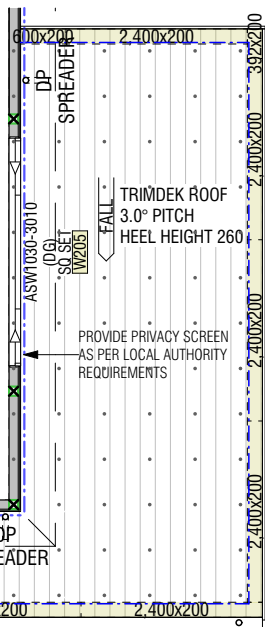 600x200
2,400x200
392x200
DP
SPREADER
2,400x200
ASW1030-3010
(DG)
SQ SET
W205
FALL
TRIMDEK ROOF
3.0° PITCH
HEEL HEIGHT 260
PROVIDE PRIVACY SCREEN
AS PER LOCAL AUTHORITY
REQUIREMENTS
2,400x200
2,400x200
DP
EADER
200
2,400x200